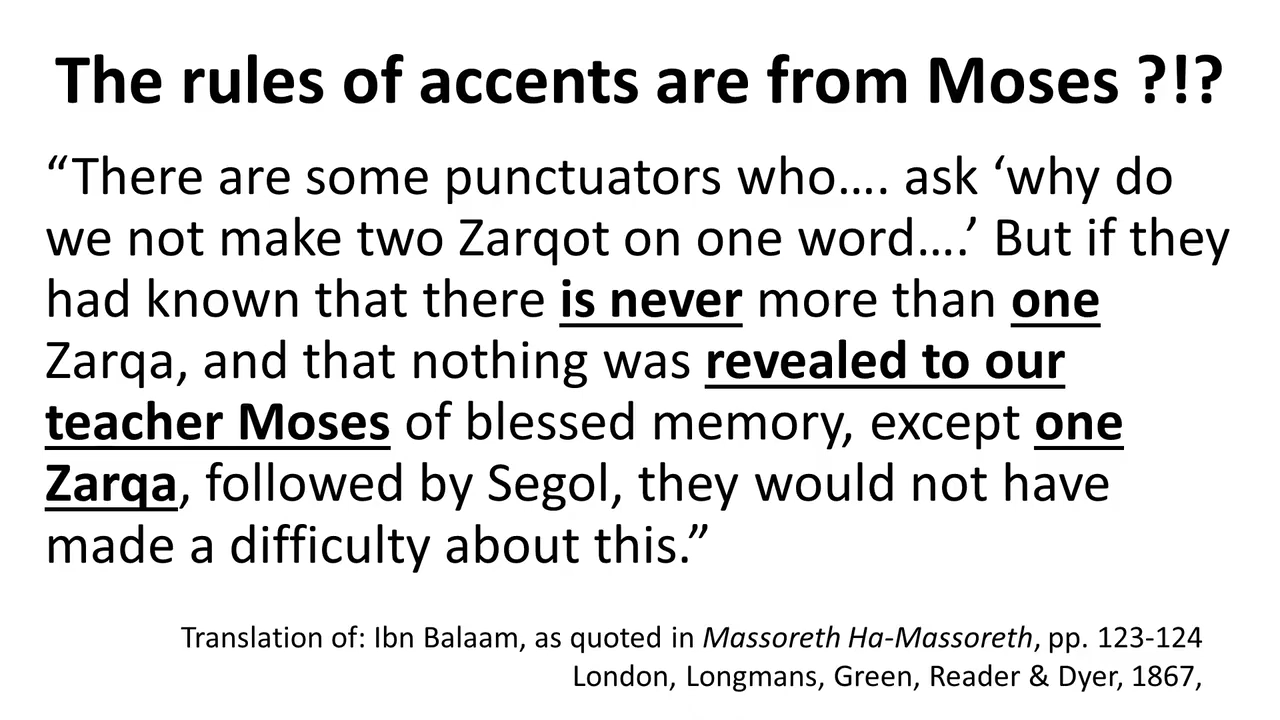 The rules of accents are from Moses ?!?
“There are some punctuators who…. ask ‘why do
we not make two Zarqot on one word….’ But if they
had known that there is never more than one
Zarqa, and that nothing was revealed to our
teacher Moses of blessed memory, except one
Zarqa, followed by Segol, they would not have
made a difficulty about this.”
Translation of: Ibn Balaam, as quoted in Massoreth Ha-Massoreth, pp. 123-124
London, Longmans, Green, Reader & Dyer, 1867,